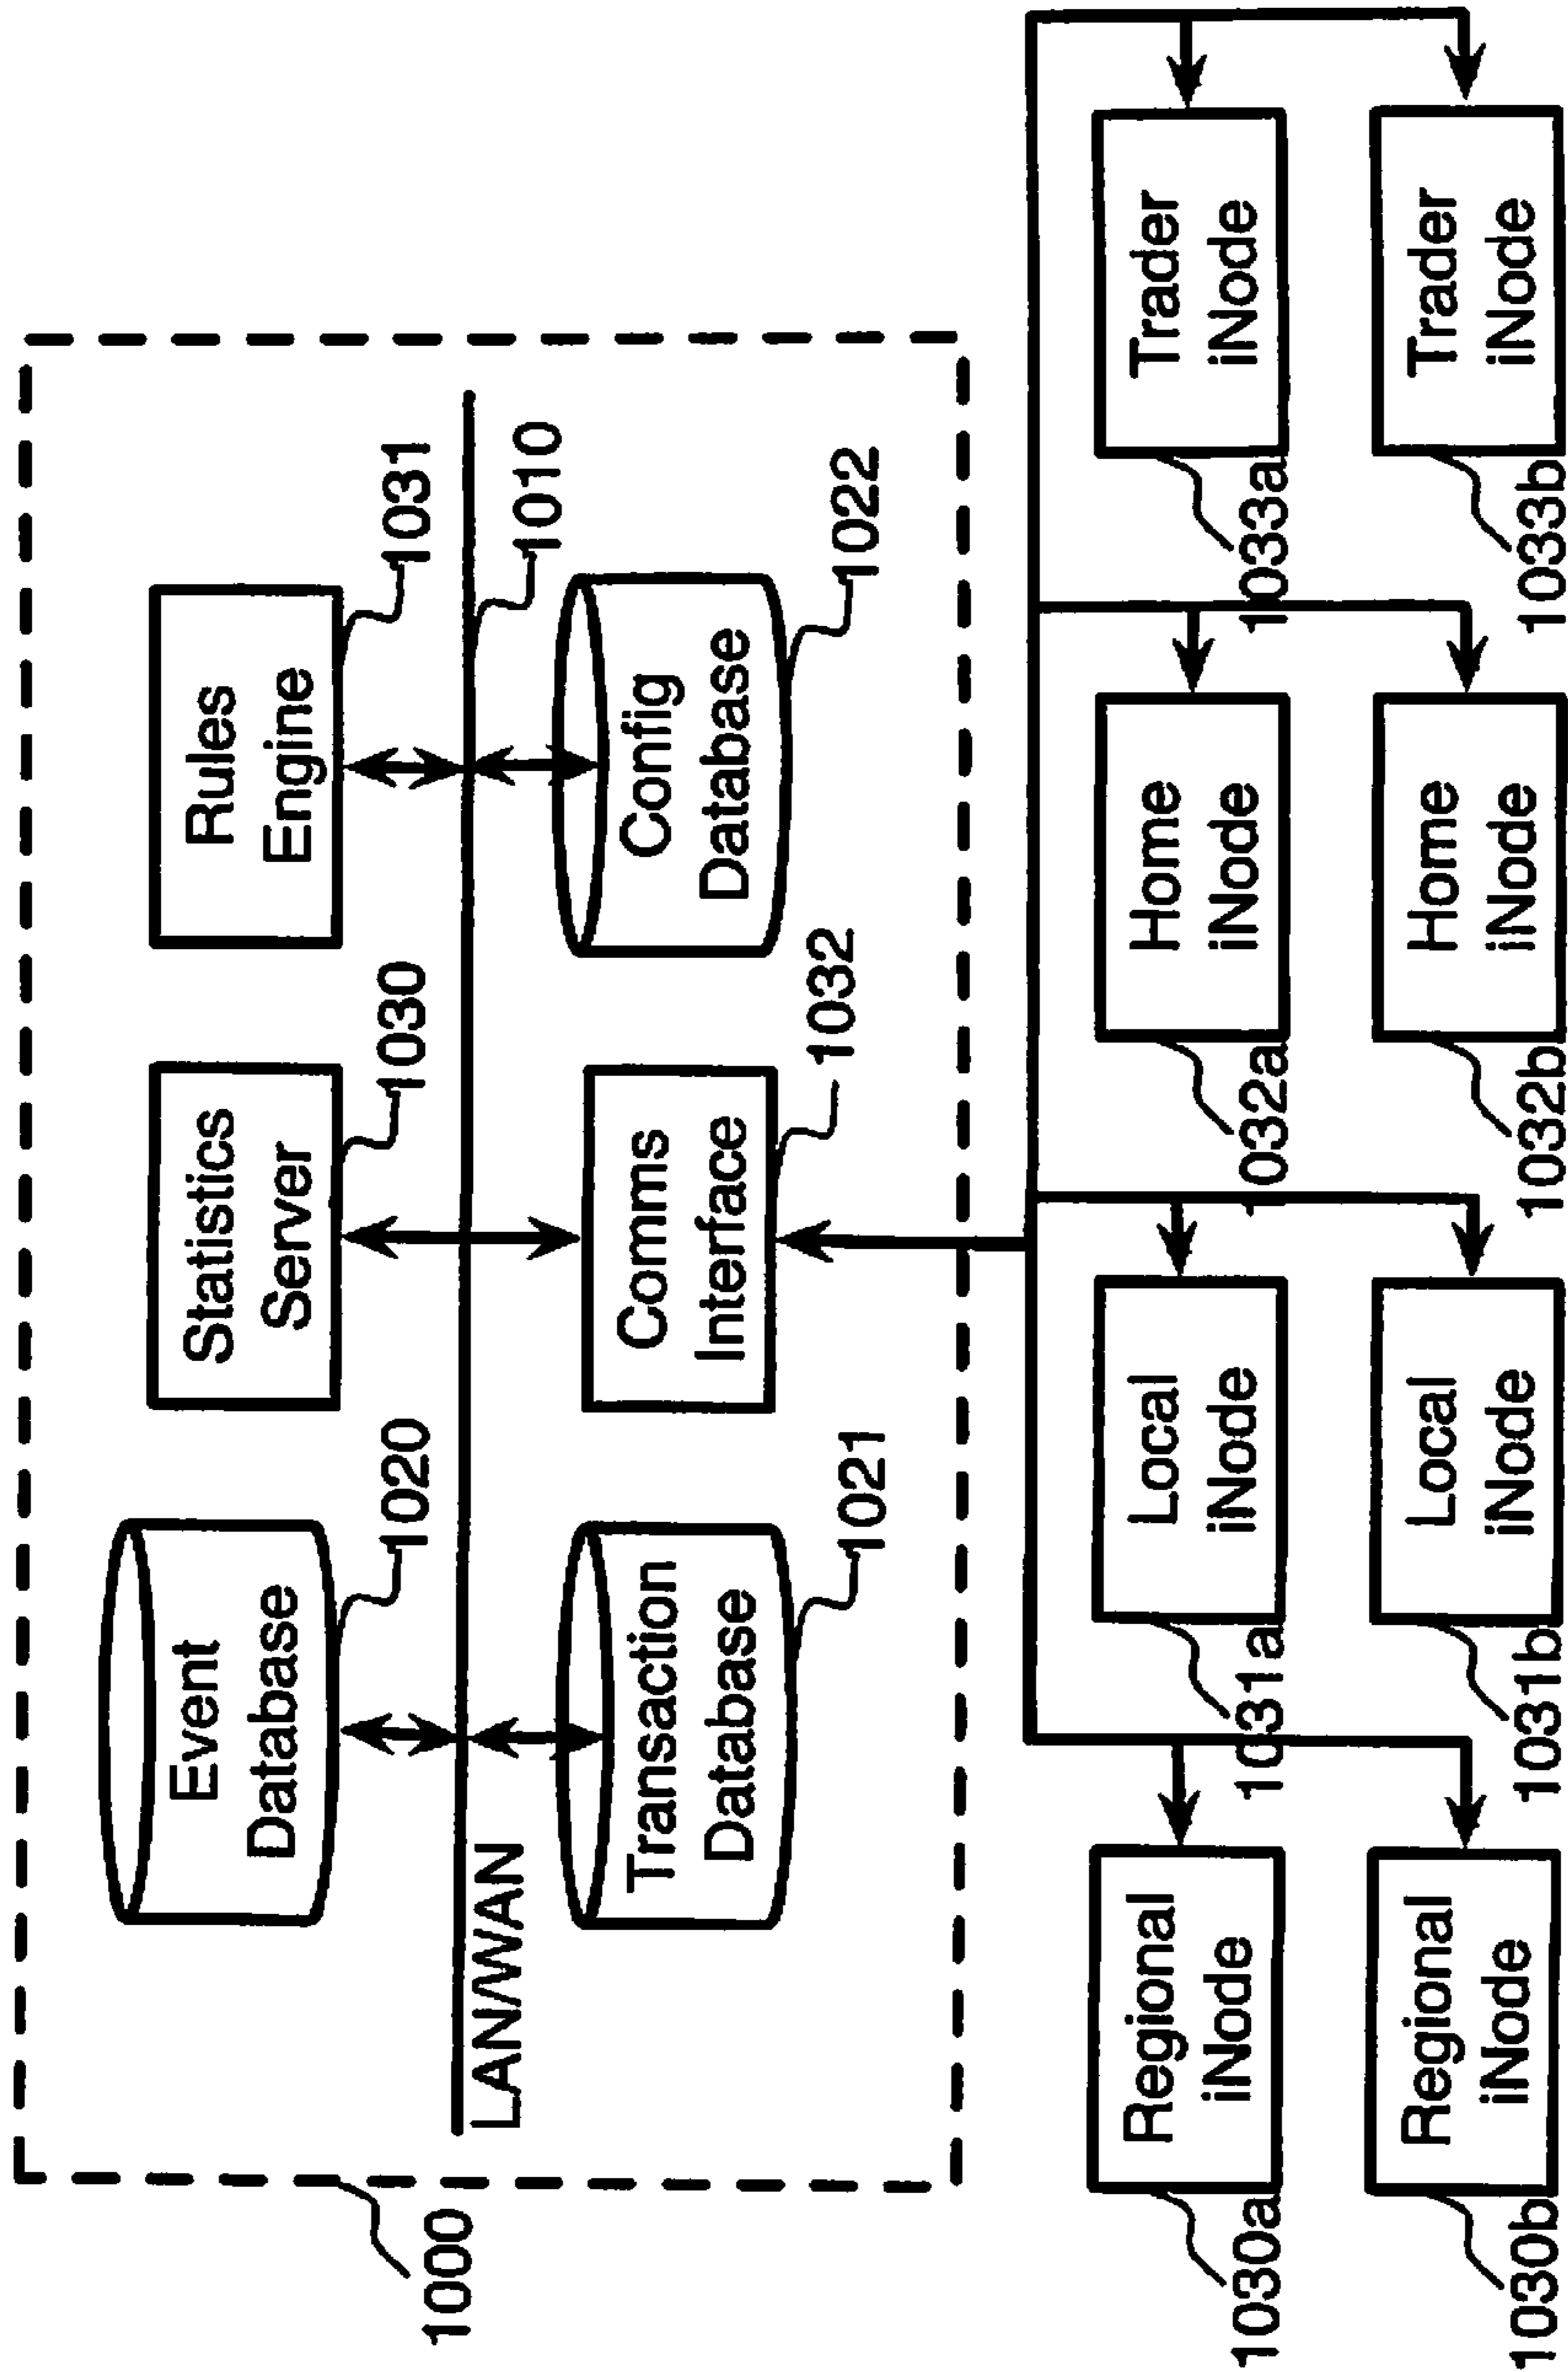 1000
Event
Database
1020
Statistics
Server
1030
Rules
Engine
1031
LAN/WAN
1010
Transaction
Database
1021
Comms
Interface
1032
Config
Database
1022
Regional
iNode
1030a
Local
iNode
1031a
Home
iNode
1032a
Trader
iNode
1033a
Regional
iNode
1030b
Local
iNode
1031b
Home
iNode
1032b
Trader
iNode
1033b